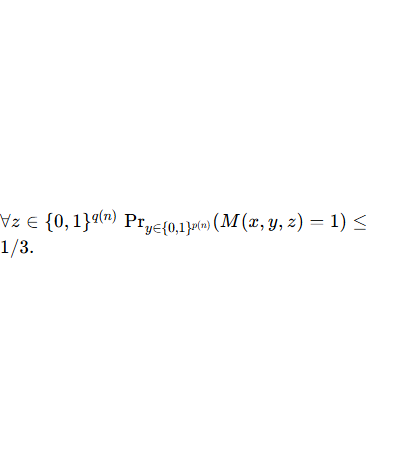 ∀z ∈ {0, 1}^{q(n)} Pr_{y∈{0,1}^{p(n)}}(M(x, y, z) = 1) ≤
1/3.